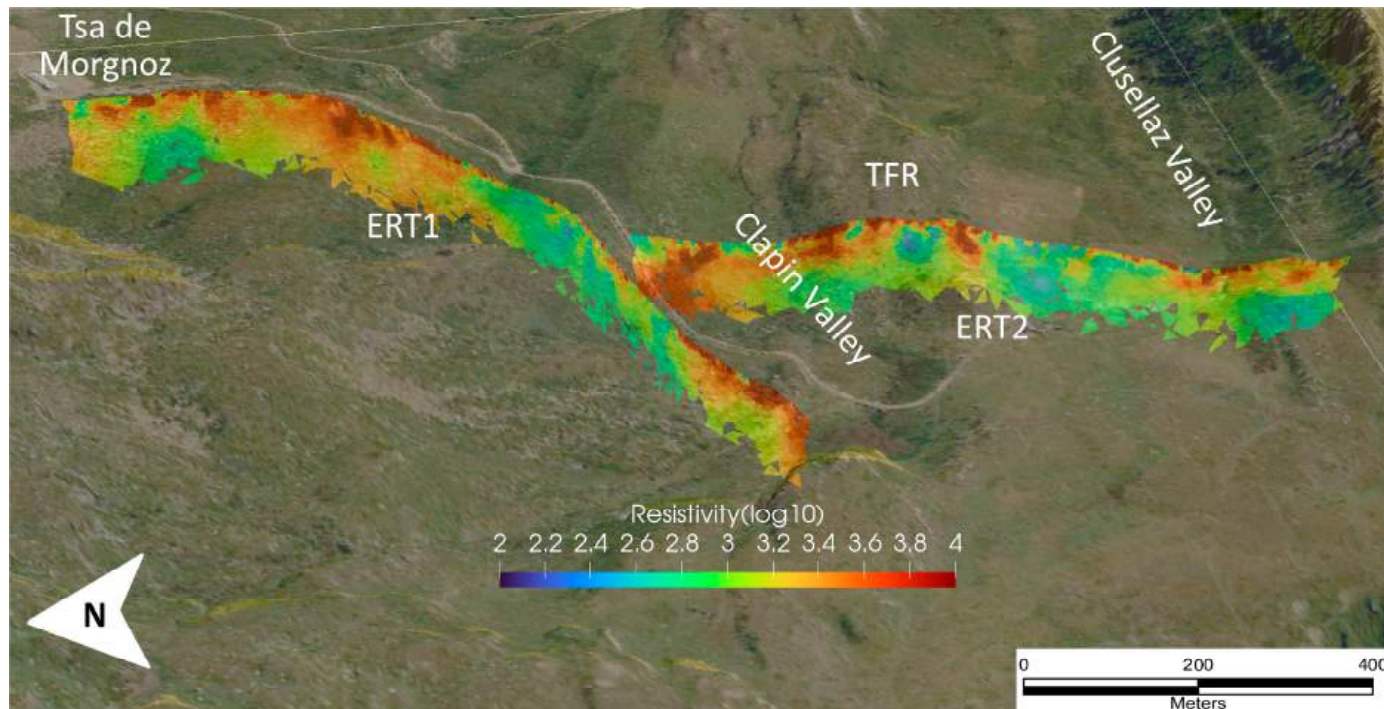 Tsa de
Morgnoz
Clusellaz Valley
TFR
ERT1
Clapin Valley
ERT2
Resistivity(log10)
2 2.2 2.4 2.6 2.8 3 3.2 3.4 3.6 3.8 4
N
0 200 400
Meters